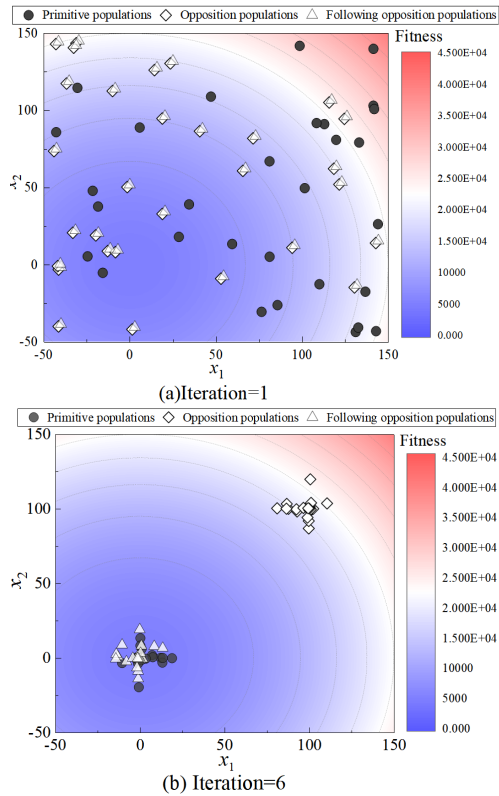 Primitive populations Opposition populations Following opposition populations
Fitness
150
100
50
0
-50
x2
4.500E+04
4.000E+04
3.500E+04
3.000E+04
2.500E+04
2.000E+04
1.500E+04
10000
5000
0.000
-50 0 50 100 150
x1
(a)Iteration=1
Primitive populations Opposition populations Following opposition populations
Fitness
150
100
50
0
-50
x2
4.500E+04
4.000E+04
3.500E+04
3.000E+04
2.500E+04
2.000E+04
1.500E+04
10000
5000
0.000
-50 0 50 100 150
x1
(b) Iteration=6